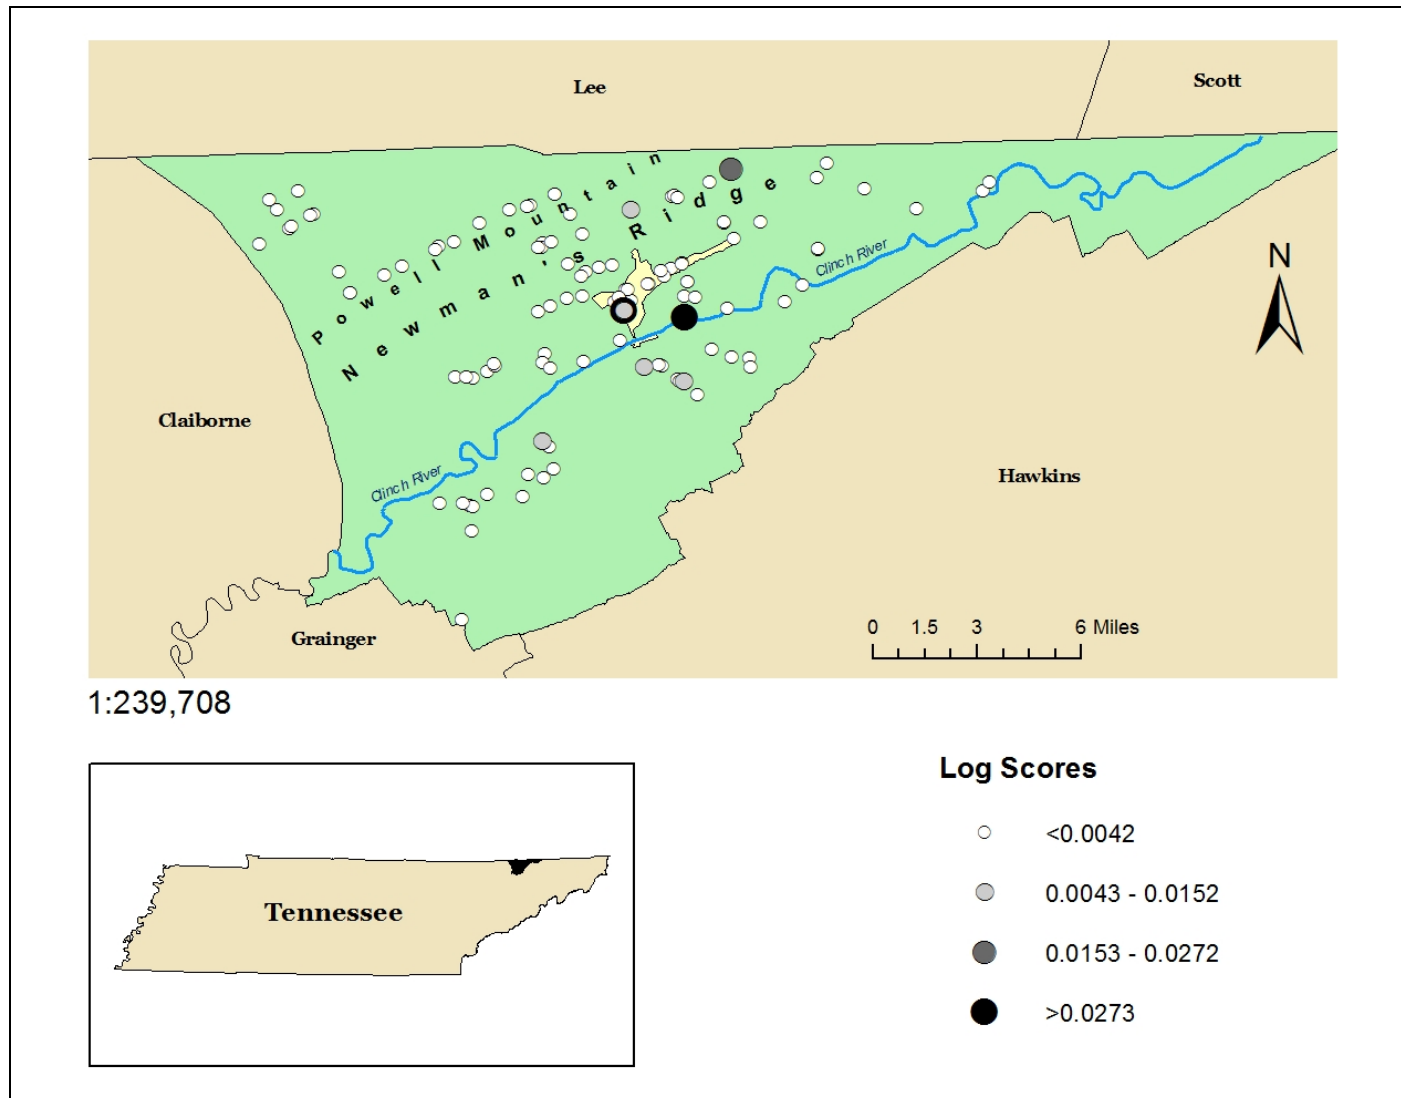 Lee
Scott
Powell Mountain
Newman's Ridge
Clinch River
Clinch River
Claiborne
Hawkins
Grainger
N
0 1.5 3 6 Miles
1:239,708
Tennessee
Log Scores
<0.0042
0.0043 - 0.0152
0.0153 - 0.0272
>0.0273